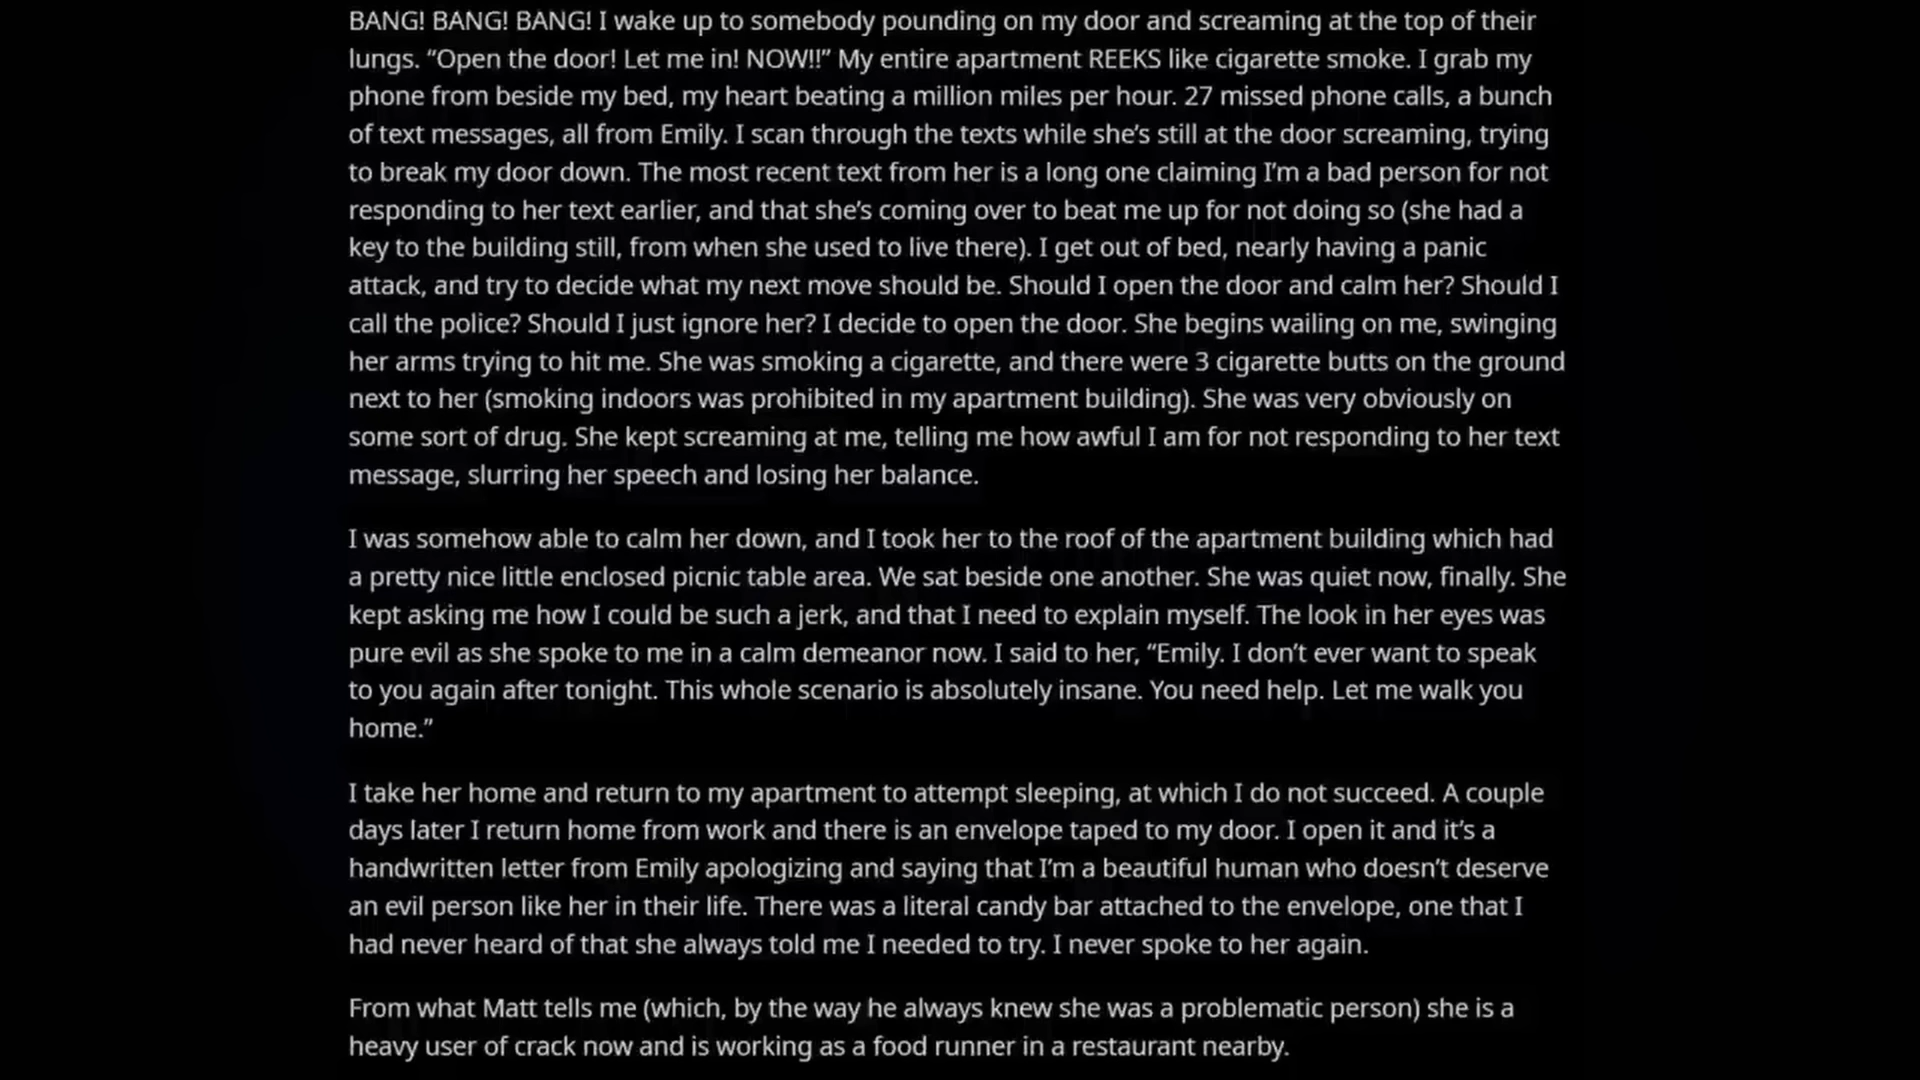 BANG! BANG! BANG! I wake up to somebody pounding on my door and screaming at the top of their
lungs. “Open the door! Let me in! NOW!!” My entire apartment REEKS like cigarette smoke. I grab my
phone from beside my bed, my heart beating a million miles per hour. 27 missed phone calls, a bunch
of text messages, all from Emily. I scan through the texts while she’s still at the door screaming, trying
to break my door down. The most recent text from her is a long one claiming I’m a bad person for not
responding to her text earlier, and that she’s coming over to beat me up for not doing so (she had a
key to the building still, from when she used to live there). I get out of bed, nearly having a panic
attack, and try to decide what my next move should be. Should I open the door and calm her? Should I
call the police? Should I just ignore her? I decide to open the door. She begins wailing on me, swinging
her arms trying to hit me. She was smoking a cigarette, and there were 3 cigarette butts on the ground
next to her (smoking indoors was prohibited in my apartment building). She was very obviously on
some sort of drug. She kept screaming at me, telling me how awful I am for not responding to her text
message, slurring her speech and losing her balance.
I was somehow able to calm her down, and I took her to the roof of the apartment building which had
a pretty nice little enclosed picnic table area. We sat beside one another. She was quiet now, finally. She
kept asking me how I could be such a jerk, and that I need to explain myself. The look in her eyes was
pure evil as she spoke to me in a calm demeanor now. I said to her, “Emily. I don’t ever want to speak
to you again after tonight. This whole scenario is absolutely insane. You need help. Let me walk you
home.”
I take her home and return to my apartment to attempt sleeping, at which I do not succeed. A couple
days later I return home from work and there is an envelope taped to my door. I open it and it’s a
handwritten letter from Emily apologizing and saying that I’m a beautiful human who doesn’t deserve
an evil person like her in their life. There was a literal candy bar attached to the envelope, one that I
had never heard of that she always told me I needed to try. I never spoke to her again.
From what Matt tells me (which, by the way he always knew she was a problematic person) she is a
heavy user of crack now and is working as a food runner in a restaurant nearby.